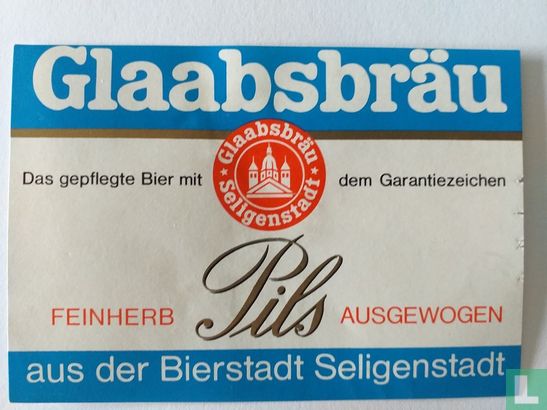 Glaabsbräu
Glaabsbräu
Das gepflegte Bier mit dem Garantiezeichen
Seligenstadt
Pils
FEINHERB AUSGEWOGEN
aus der Bierstadt Seligenstadt
L